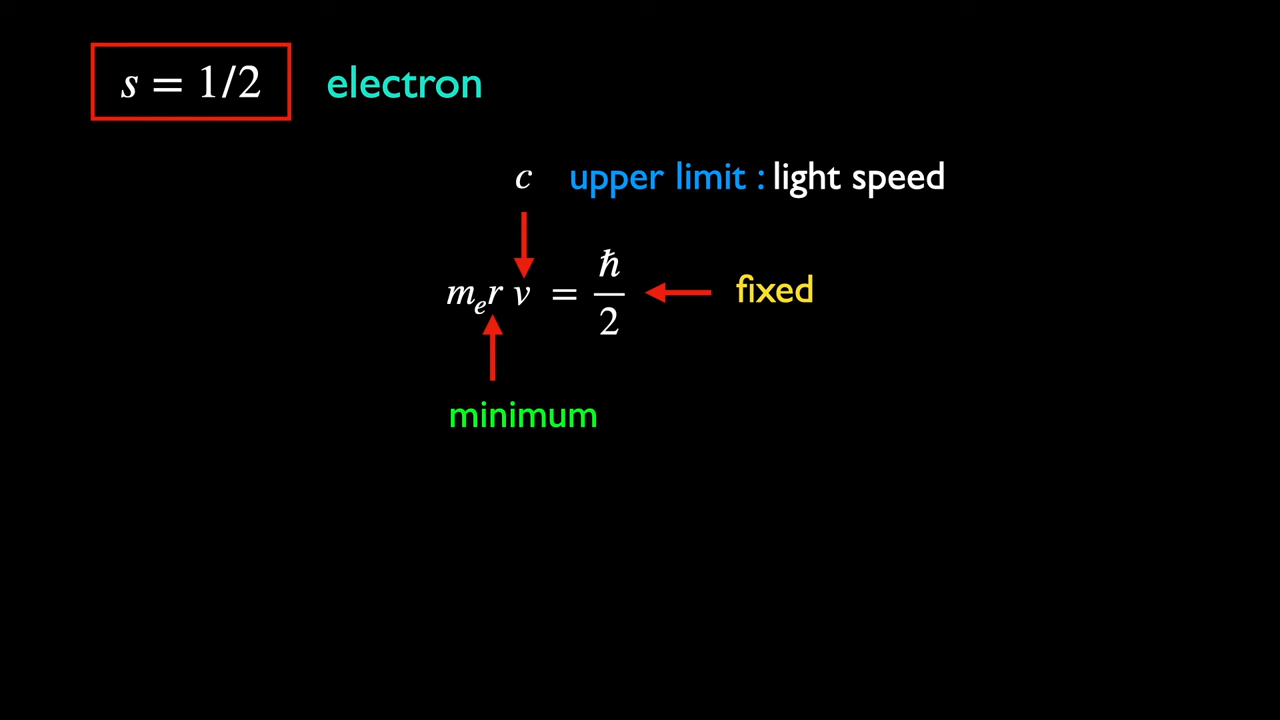 s = 1/2 electron
c upper limit : light speed
mₑr v = ℏ/2 fixed
minimum